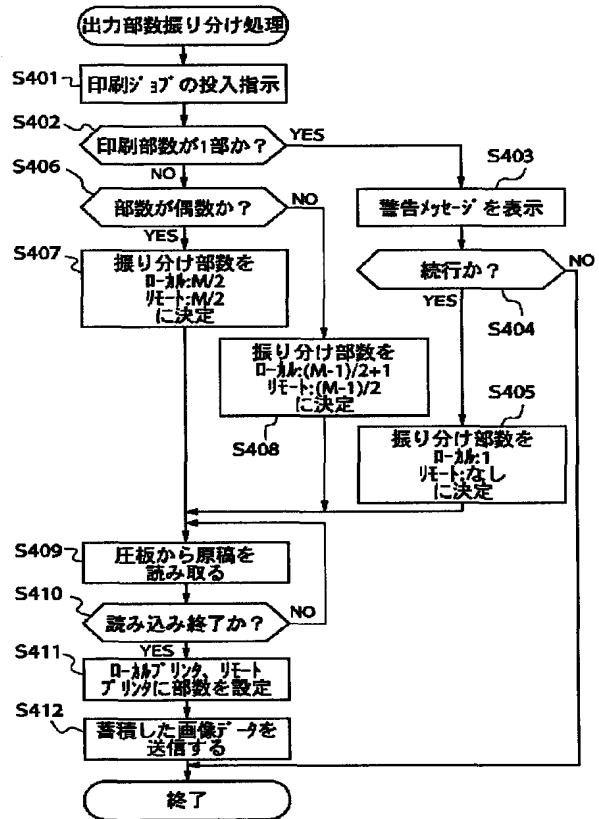 出力部数振り分け処理
S401
印刷ジョブの投入指示
S402
印刷部数が1部か？
YES
NO
S403
警告メッセージを表示
S406
部数が偶数か？
NO
YES
続行か？
NO
YES
S404
S407
振り分け部数を
ローカル:M/2
リモート:M/2
に決定
振り分け部数を
ローカル:(M-1)/2+1
リモート:(M-1)/2
に決定
S408
S405
振り分け部数を
ローカル:1
リモート:なし
に決定
S409
圧板から原稿を
読み取る
S410
読み込み終了か？
NO
YES
S411
ローカルプリンタ、リモート
プリンタに部数を設定
S412
蓄積した画像データを
送信する
終了